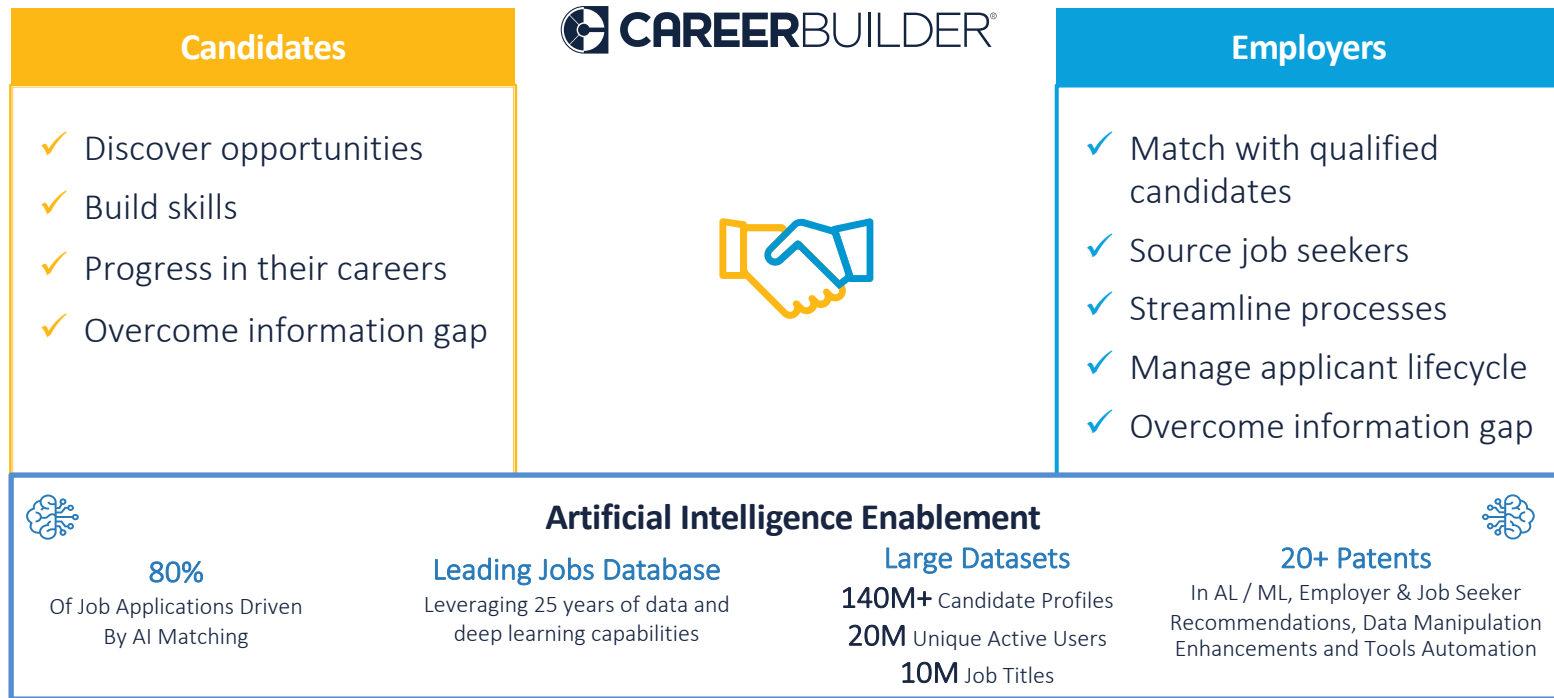 CAREERBUILDER®
Candidates
✓ Discover opportunities
✓ Build skills
✓ Progress in their careers
✓ Overcome information gap
Employers
✓ Match with qualified
candidates
✓ Source job seekers
✓ Streamline processes
✓ Manage applicant lifecycle
✓ Overcome information gap
Artificial Intelligence Enablement
80%
Of Job Applications Driven
By AI Matching
Leading Jobs Database
Leveraging 25 years of data and
deep learning capabilities
Large Datasets
140M+ Candidate Profiles
20M Unique Active Users
10M Job Titles
20+ Patents
In AL / ML, Employer & Job Seeker
Recommendations, Data Manipulation
Enhancements and Tools Automation